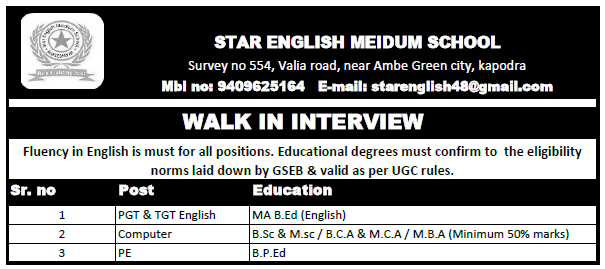 STAR ENGLISH MEIDUM SCHOOL
Survey no 554, Valia road, near Ambe Green city, kapodra
Mbl no: 9409625164 E-mail: starenglish48@gmail.com
WALK IN INTERVIEW
Fluency in English is must for all positions. Educational degrees must confirm to the eligibility
norms laid down by GSEB & valid as per UGC rules.
Sr. no Post Education
1 PGT & TGT English MA B.Ed (English)
2 Computer B.Sc & M.sc / B.C.A & M.C.A / M.B.A (Minimum 50% marks)
3 PE B.P.Ed